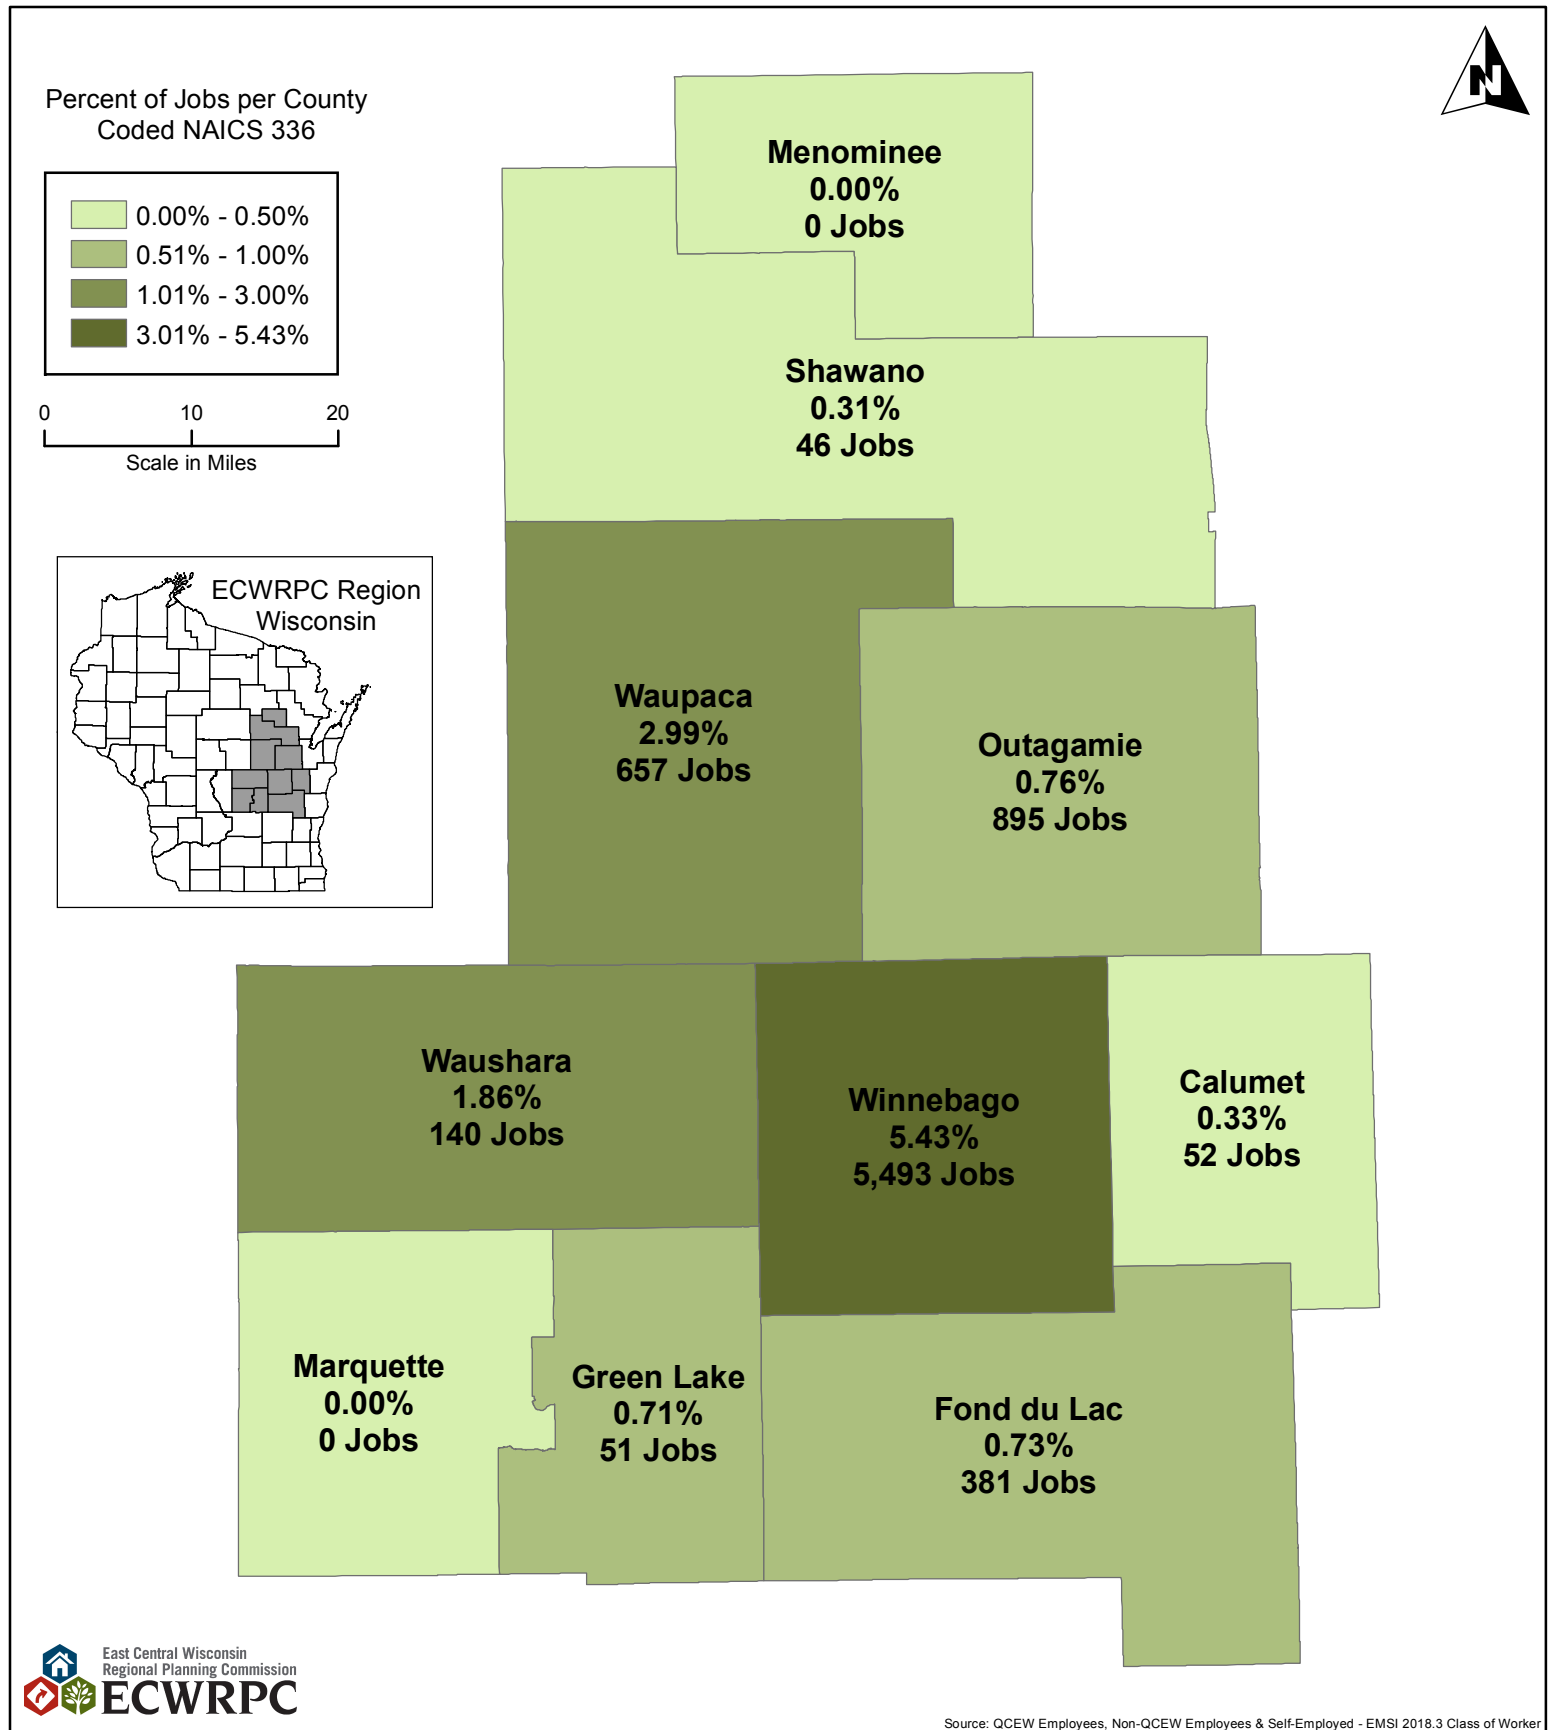 Percent of Jobs per County
Coded NAICS 336
0.00% - 0.50%
0.51% - 1.00%
1.01% - 3.00%
3.01% - 5.43%
0 10 20
Scale in Miles
N
ECWRPC Region
Wisconsin
Menominee
0.00%
0 Jobs
Shawano
0.31%
46 Jobs
Waupaca
2.99%
657 Jobs
Outagamie
0.76%
895 Jobs
Waushara
1.86%
140 Jobs
Winnebago
5.43%
5,493 Jobs
Calumet
0.33%
52 Jobs
Marquette
0.00%
0 Jobs
Green Lake
0.71%
51 Jobs
Fond du Lac
0.73%
381 Jobs
East Central Wisconsin
Regional Planning Commission
ECWRPC
Source: QCEW Employees, Non-QCEW Employees & Self-Employed - EMSI 2018.3 Class of Worker